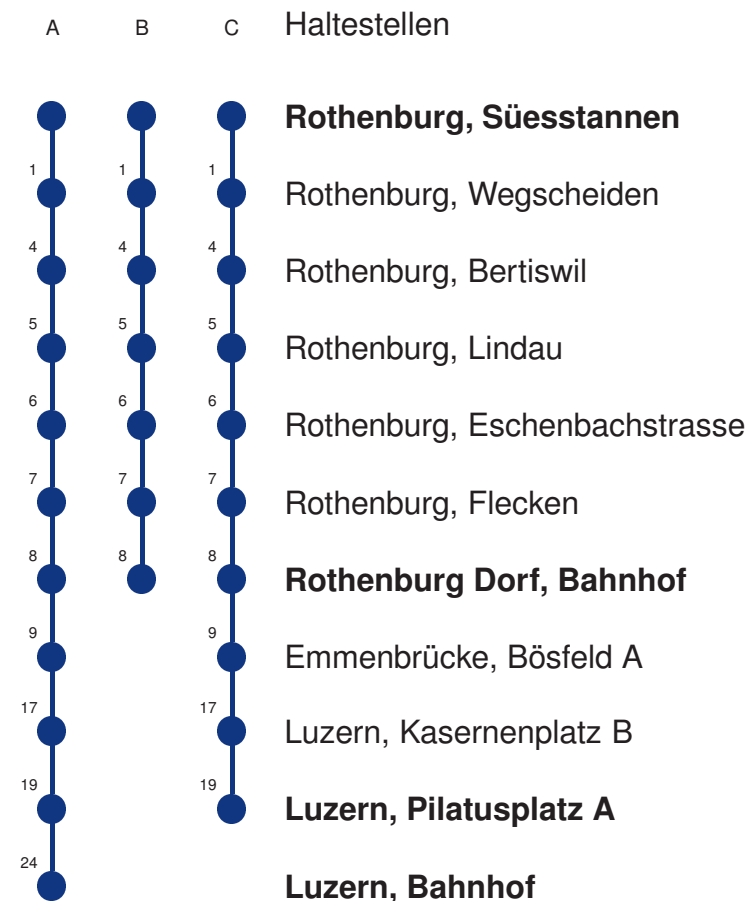 A B C Haltestellen
Rothenburg, Süesstannen
1 1 1 Rothenburg, Wegscheiden
4 4 4 Rothenburg, Bertiswil
5 5 5 Rothenburg, Lindau
6 6 6 Rothenburg, Eschenbachstrasse
7 7 7 Rothenburg, Flecken
8 8 8 Rothenburg Dorf, Bahnhof
9 9 Emmenbrücke, Bösfeld A
17 17 Luzern, Kasernenplatz B
19 19 Luzern, Pilatusplatz A
24 Luzern, Bahnhof